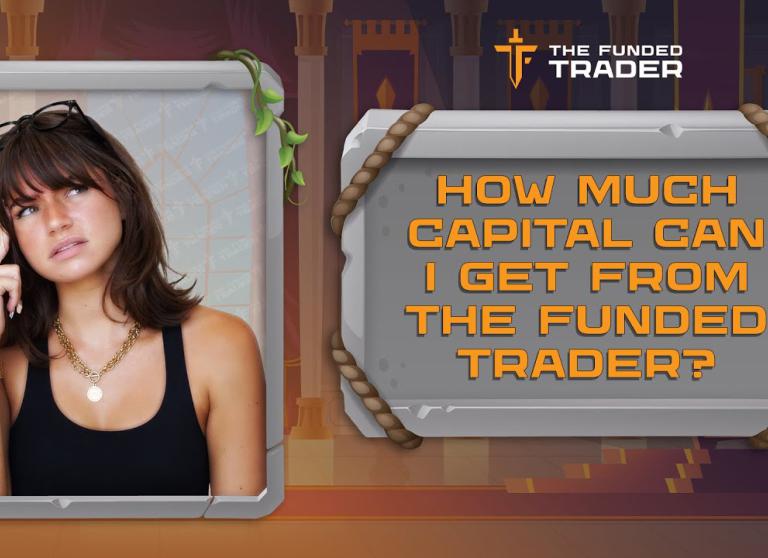 THE FUNDED
TRADER
HOW MUCH
CAPITAL CAN
I GET FROM
THE FUNDED
TRADER?